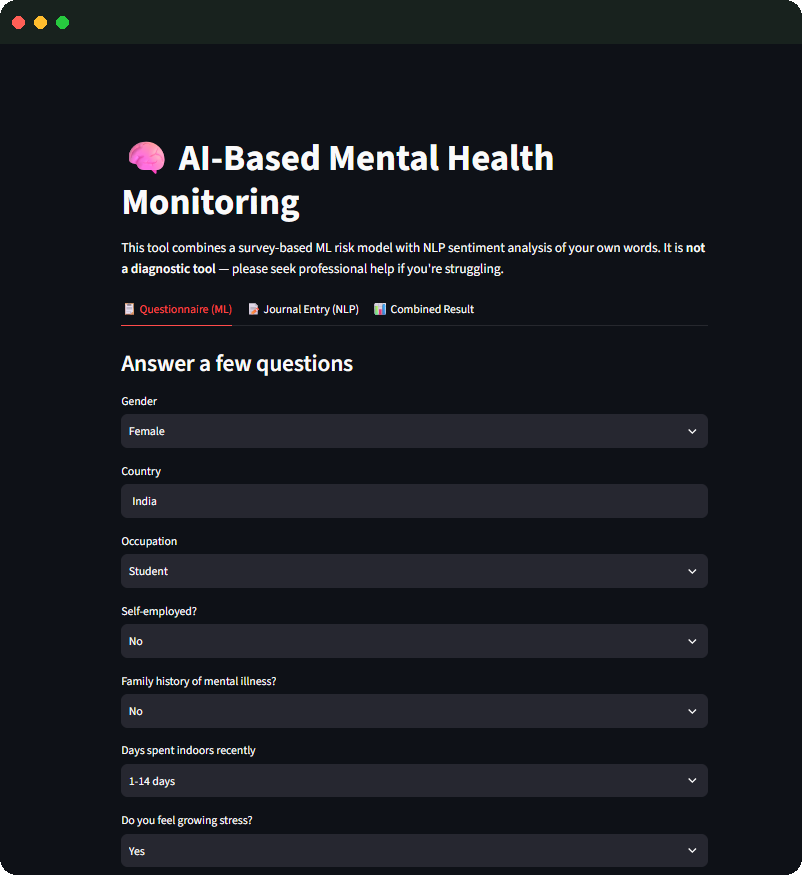 AI-Based Mental Health
Monitoring
This tool combines a survey-based ML risk model with NLP sentiment analysis of your own words. It is not
a diagnostic tool — please seek professional help if you're struggling.
Questionnaire (ML) Journal Entry (NLP) Combined Result
Answer a few questions
Gender
Female
Country
India
Occupation
Student
Self-employed?
No
Family history of mental illness?
No
Days spent indoors recently
1-14 days
Do you feel growing stress?
Yes